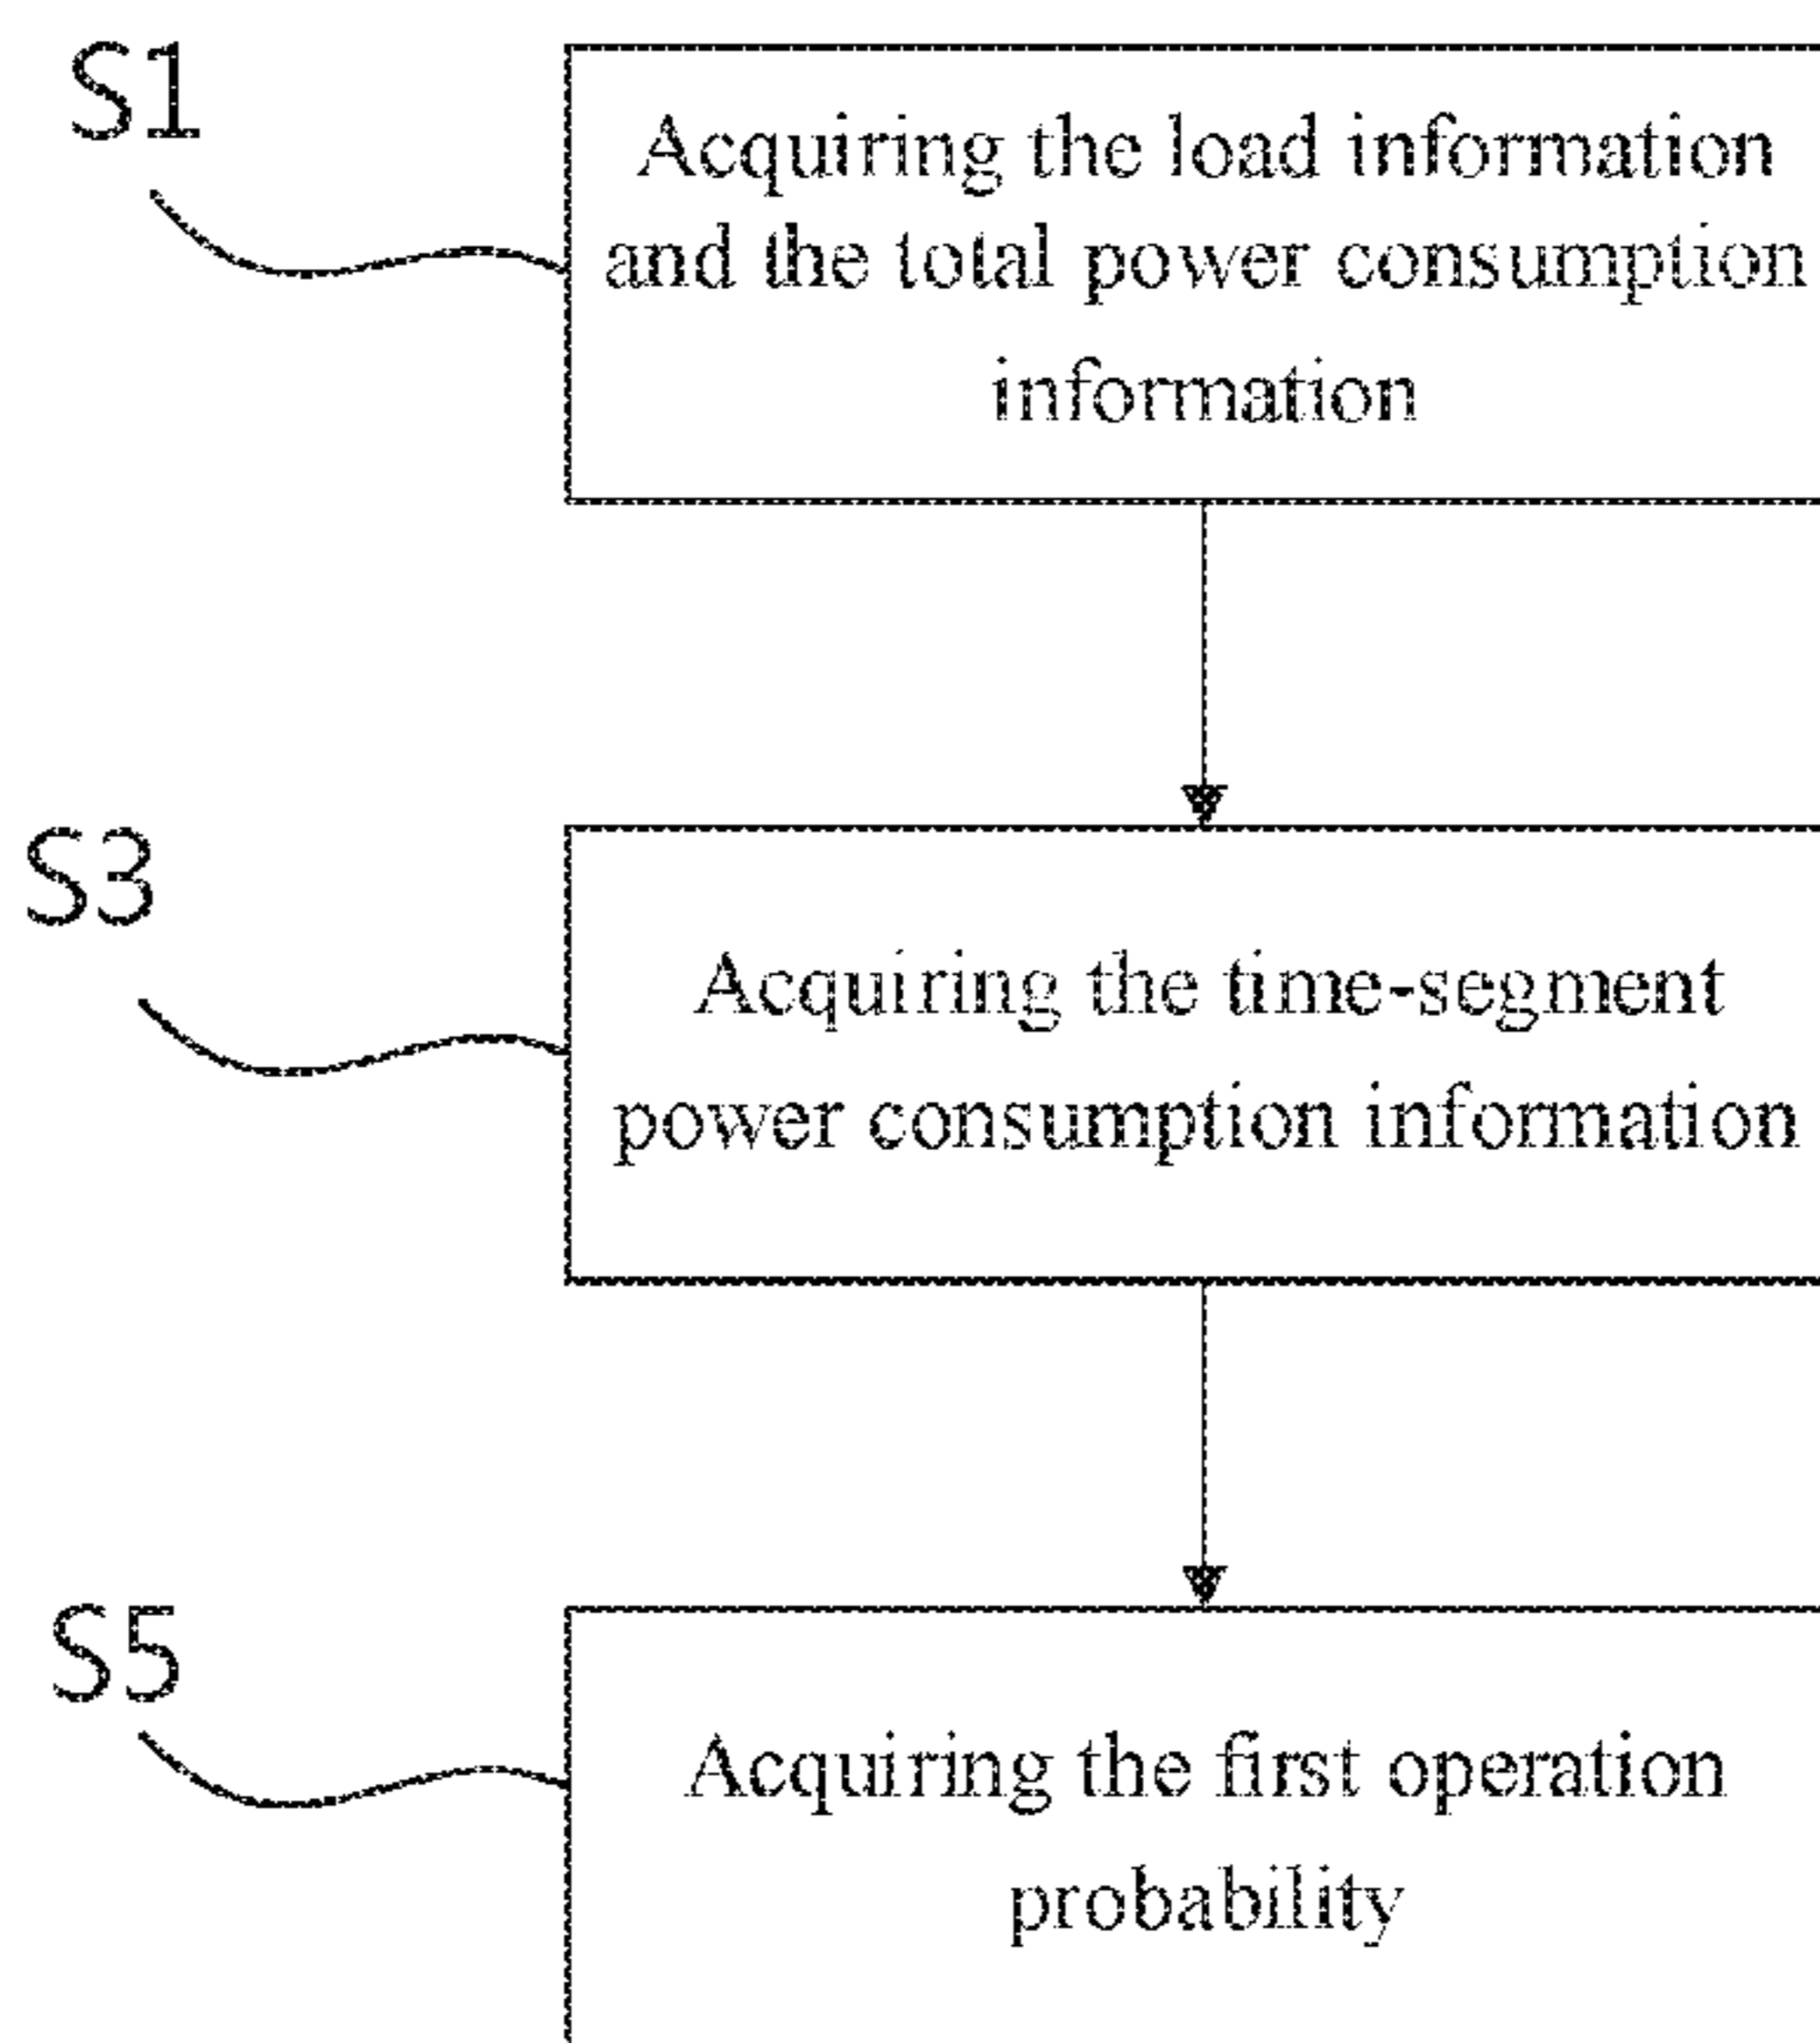 S1
Acquiring the load information
and the total power consumption
information
S3
Acquiring the time-segment
power consumption information
S5
Acquiring the first operation
probability